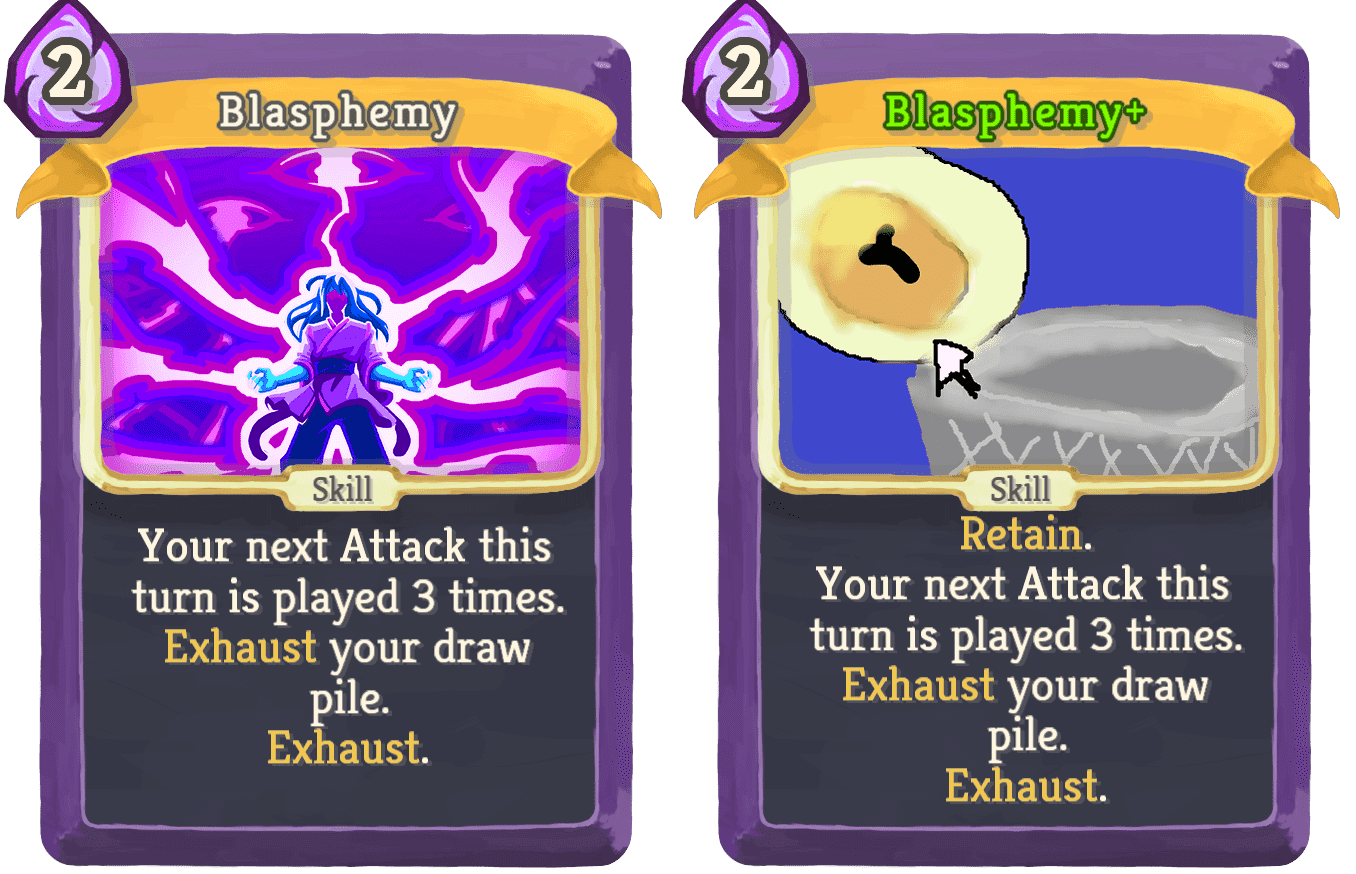 2
Blasphemy
Skill
Your next Attack this
turn is played 3 times.
Exhaust your draw
pile.
Exhaust.
2
Blasphemy+
Skill
Retain.
Your next Attack this
turn is played 3 times.
Exhaust your draw
pile.
Exhaust.